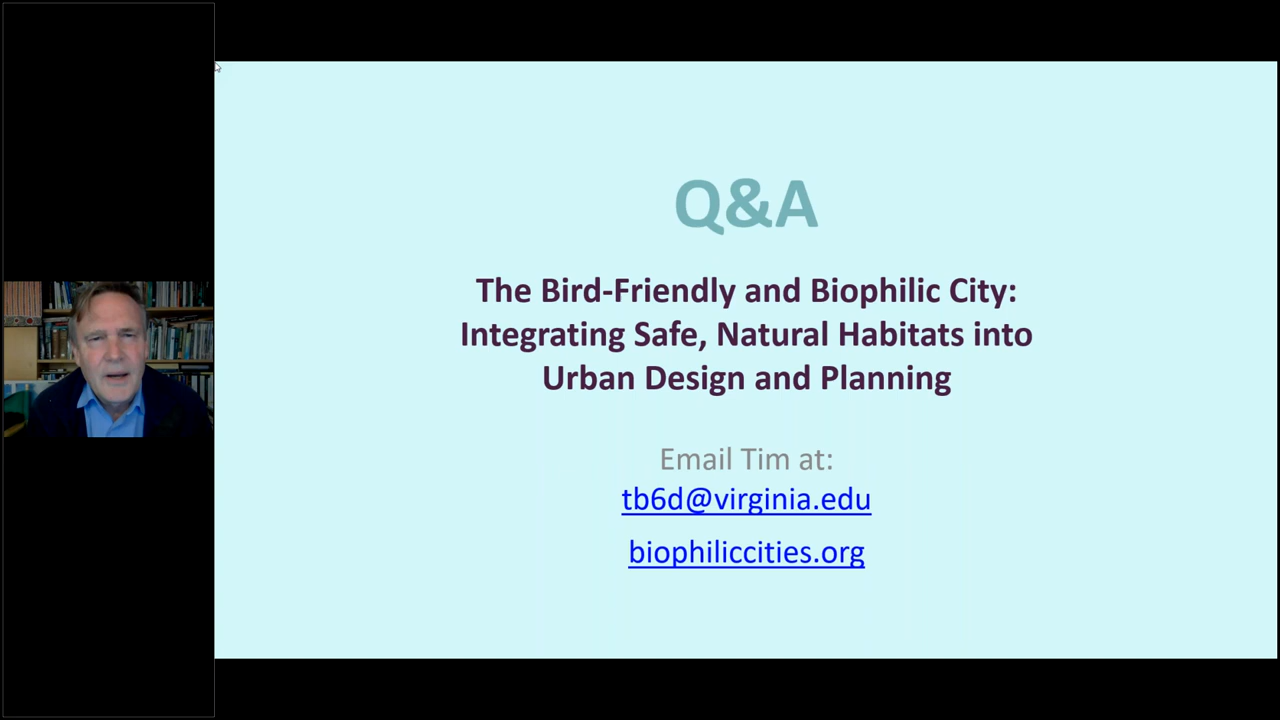 Q&A
The Bird-Friendly and Biophilic City:
Integrating Safe, Natural Habitats into
Urban Design and Planning
Email Tim at:
tb6d@virginia.edu
biophiliccities.org